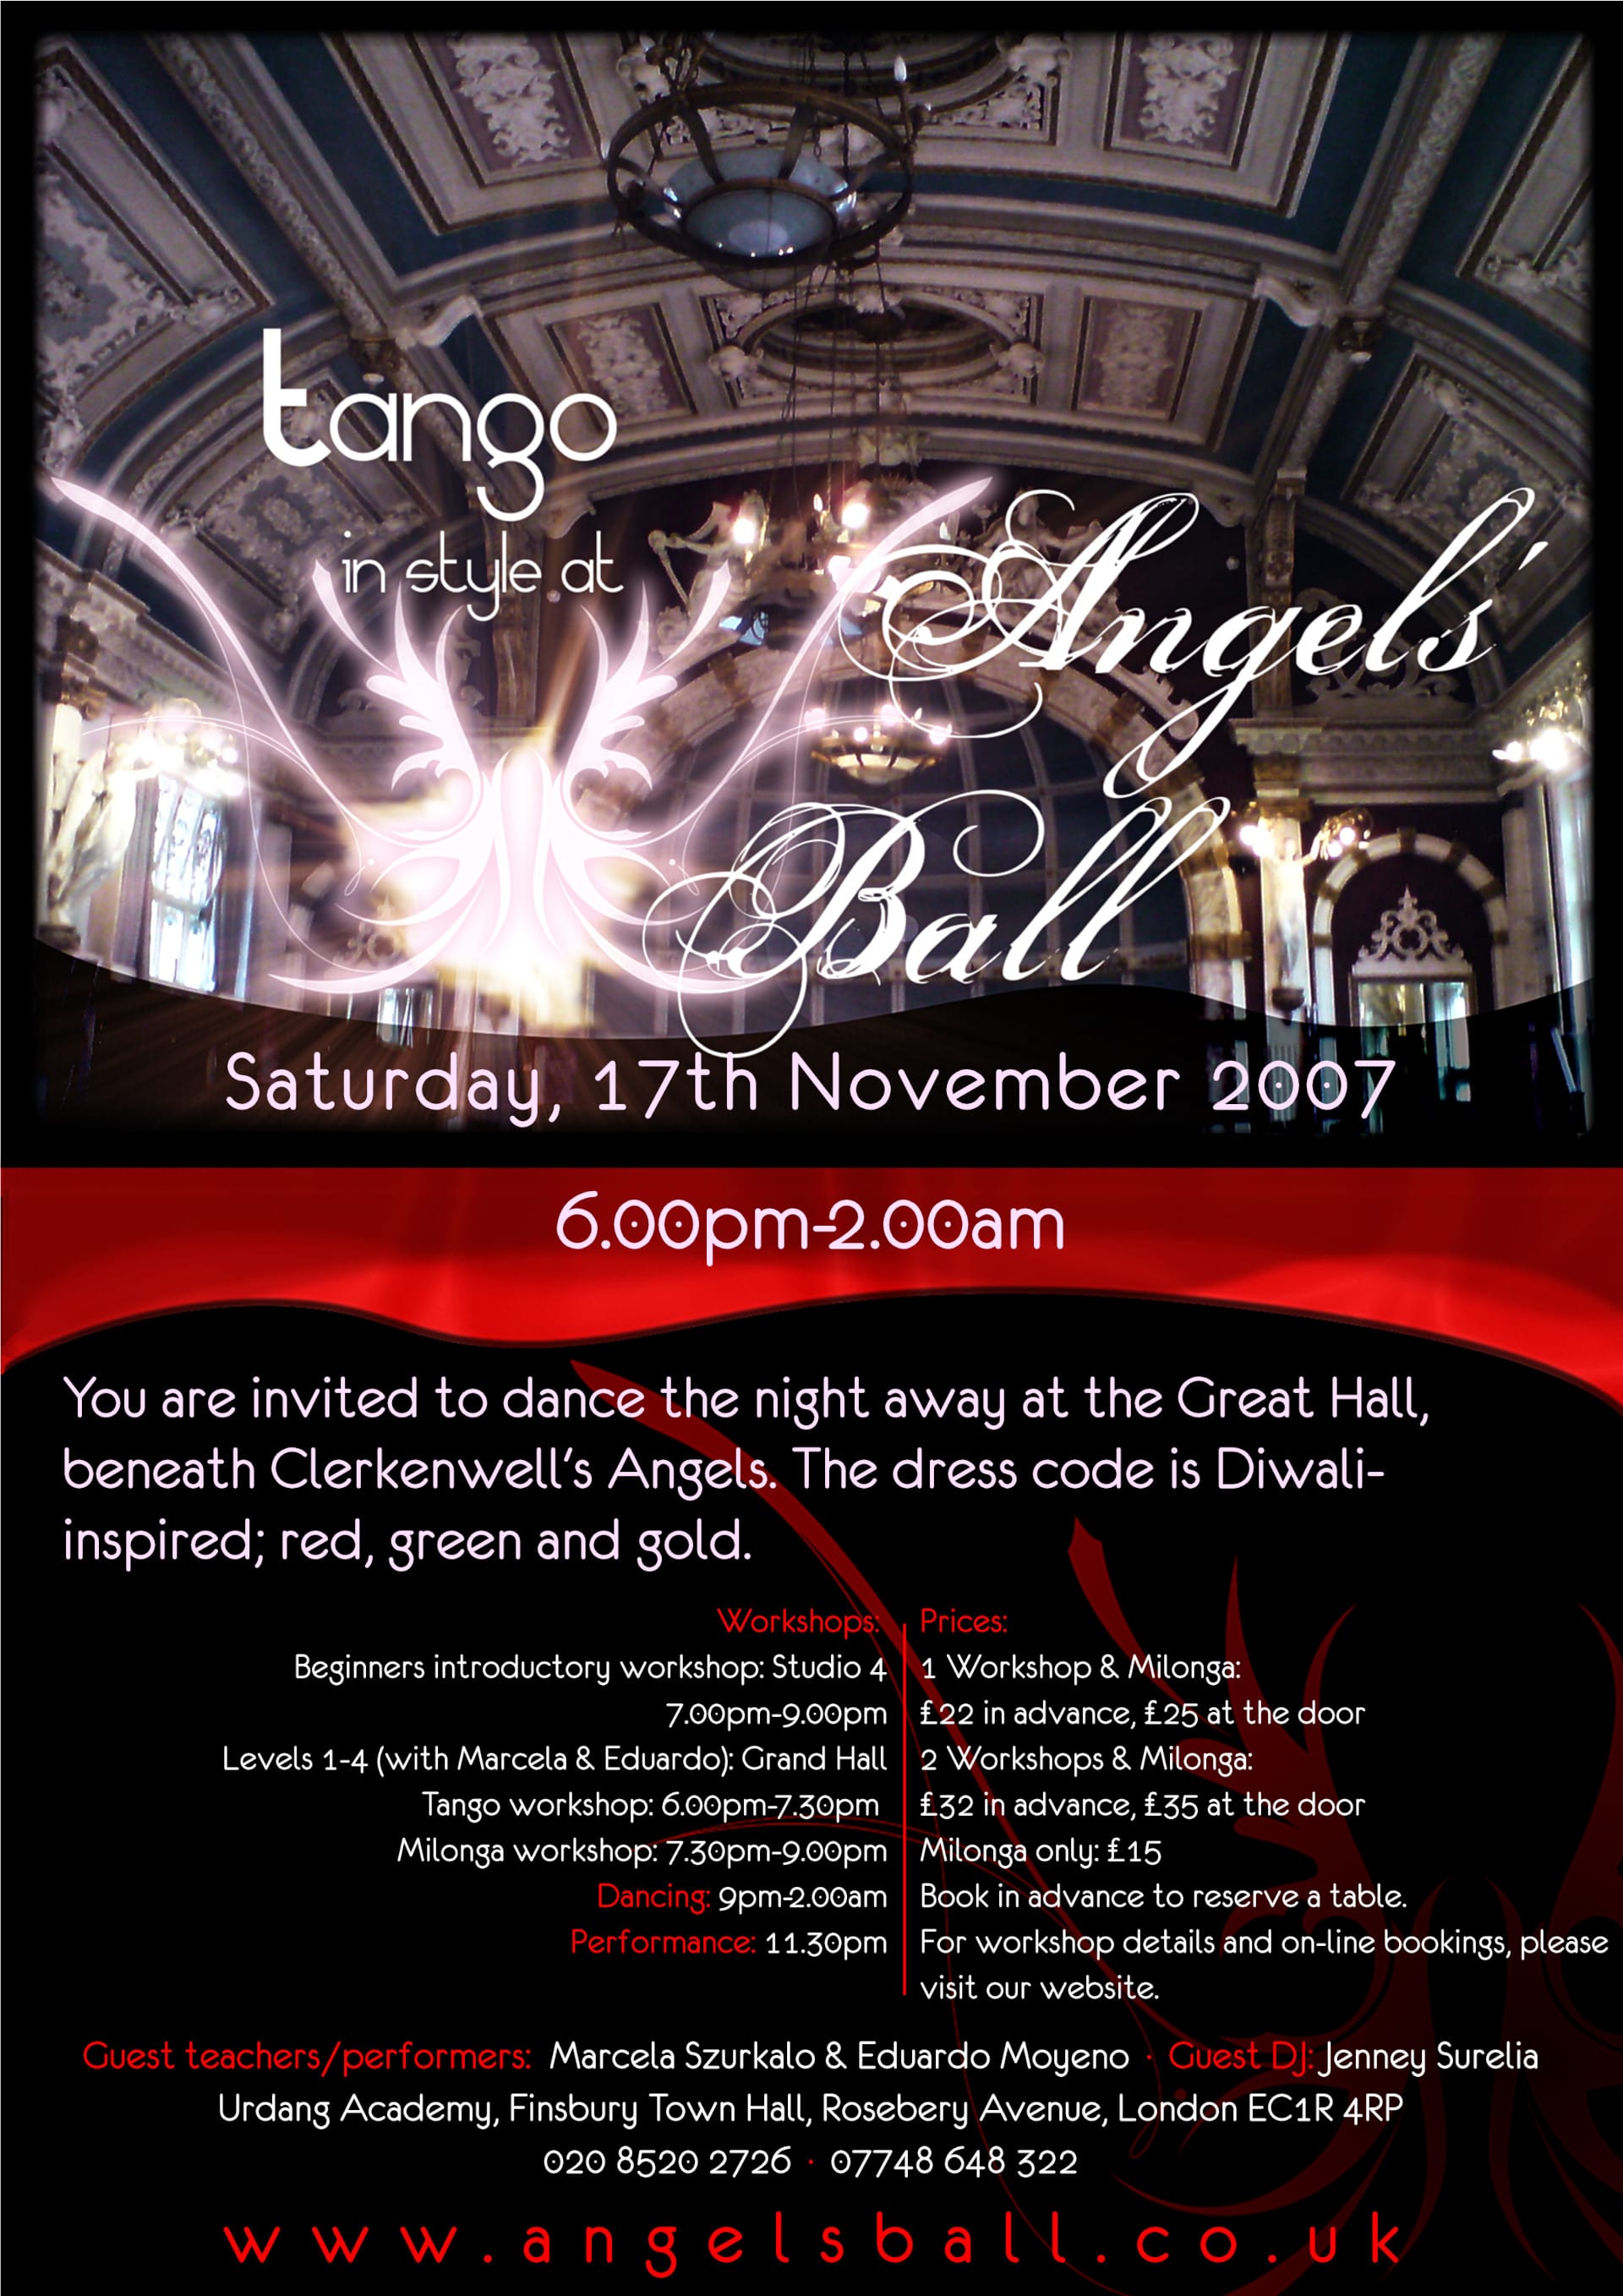 tango
in style at
Angels'
Ball
Saturday, 17th November 2007
6.00pm-2.00am
You are invited to dance the night away at the Great Hall,
beneath Clerkenwell's Angels. The dress code is Diwali-
inspired; red, green and gold.
Workshops:
Beginners introductory workshop: Studio 4
7.00pm-9.00pm
Levels 1-4 (with Marcela & Eduardo): Grand Hall
Tango workshop: 6.00pm-7.30pm
Milonga workshop: 7.30pm-9.00pm
Dancing: 9pm-2.00am
Performance: 11.30pm
Prices:
1 Workshop & Milonga:
£22 in advance, £25 at the door
2 Workshops & Milonga:
£32 in advance, £35 at the door
Milonga only: £15
Book in advance to reserve a table.
For workshop details and on-line bookings, please
visit our website.
Guest teachers/performers: Marcela Szurkalo & Eduardo Moyeno · Guest DJ: Jenney Surelia
Urdang Academy, Finsbury Town Hall, Rosebery Avenue, London EC1R 4RP
020 8520 2726 · 07748 648 322
www.angelsball.co.uk